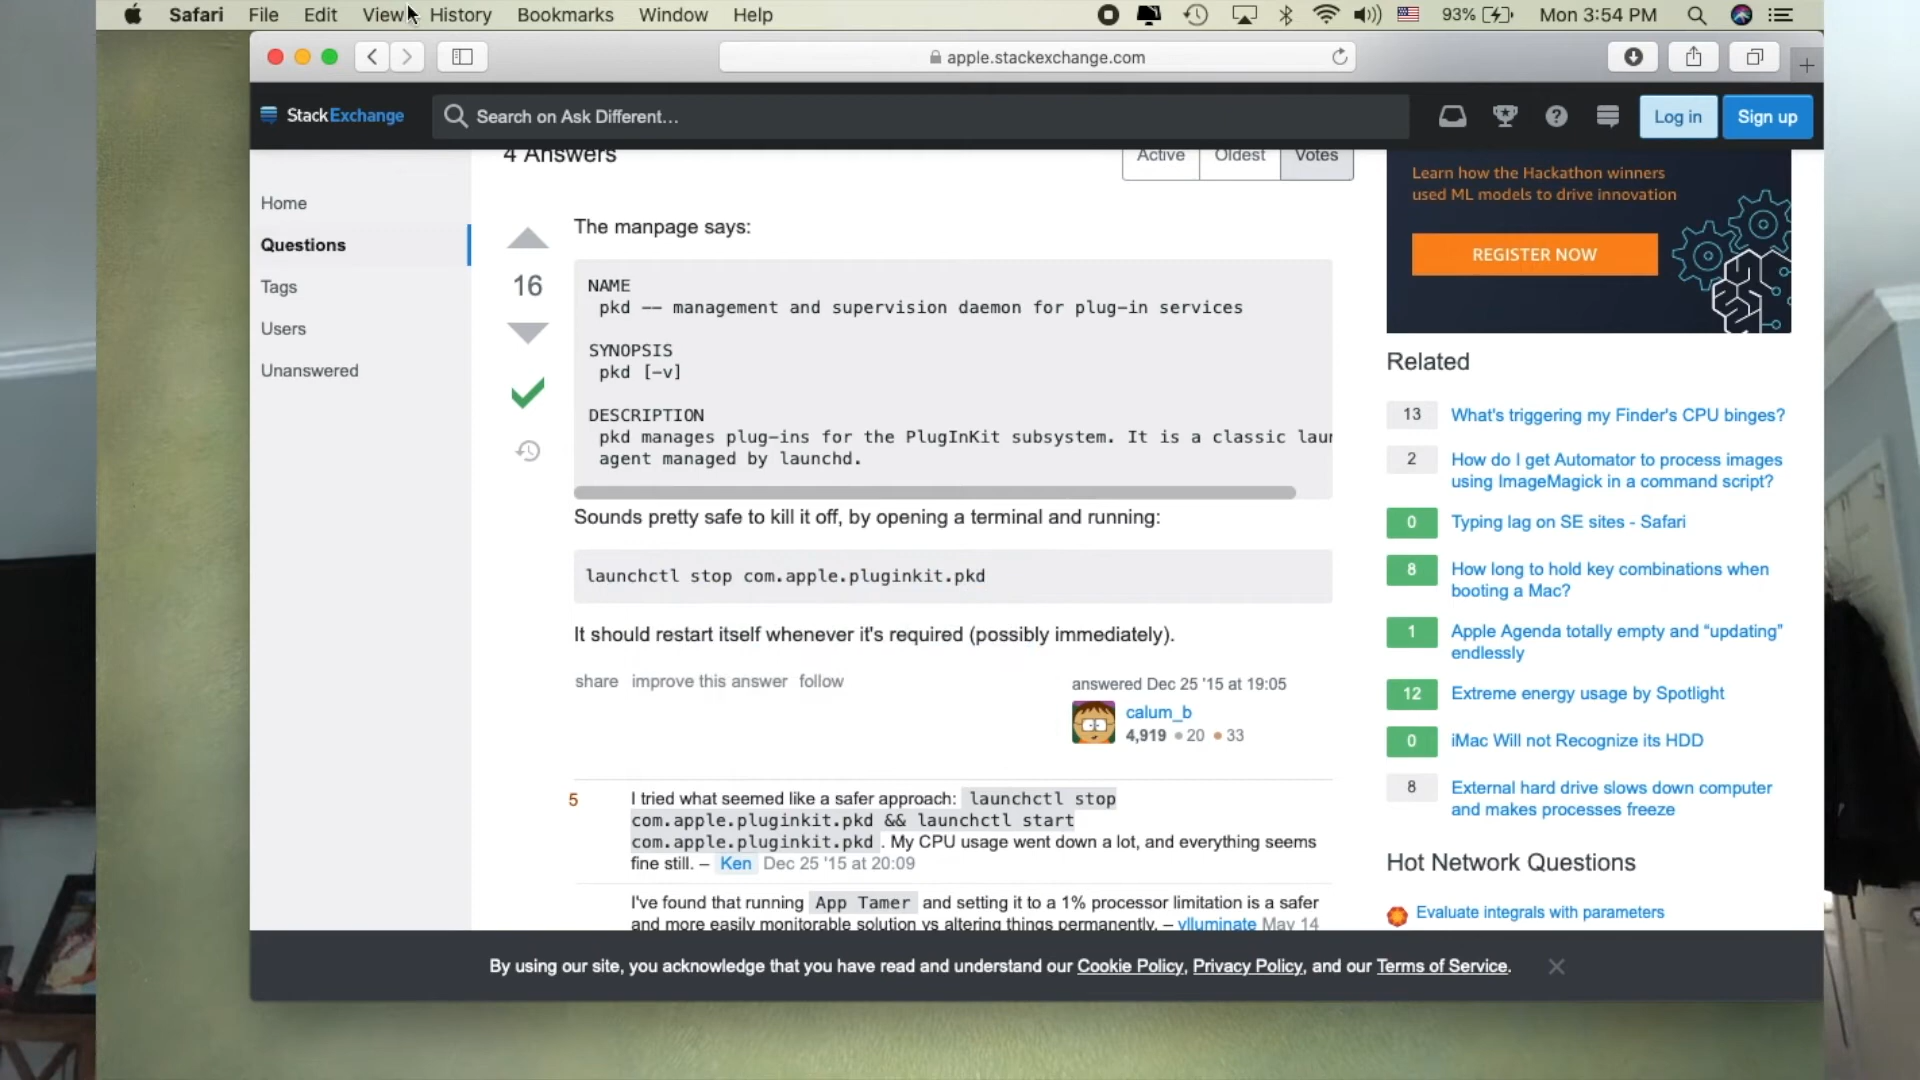 Safari File Edit View History Bookmarks Window Help 93% Mon 3:54 PM
apple.stackexchange.com
StackExchange Search on Ask Different... Log in Sign up
Home
Questions
Tags
Users
Unanswered
4 Answers Active Oldest Votes
16
The manpage says:
NAME
pkd -- management and supervision daemon for plug-in services
SYNOPSIS
pkd [-v]
DESCRIPTION
pkd manages plug-ins for the PlugInKit subsystem. It is a classic
agent managed by launchd.
Sounds pretty safe to kill it off, by opening a terminal and running:
launchctl stop com.apple.pluginkit.pkd
It should restart itself whenever it's required (possibly immediately).
share improve this answer follow
answered Dec 25 '15 at 19:05
calum_b
4,919 20 33
5 I tried what seemed like a safer approach: launchctl stop
com.apple.pluginkit.pkd && launchctl start
com.apple.pluginkit.pkd . My CPU usage went down a lot, and everything seems
fine still. – Ken Dec 25 '15 at 20:09
I've found that running App Tamer and setting it to a 1% processor limitation is a safer
and more easily monitorable solution vs altering things permanently. – ylluminate May 14
Learn how the Hackathon winners
used ML models to drive innovation
REGISTER NOW
Related
13 What's triggering my Finder's CPU binges?
2 How do I get Automator to process images
using ImageMagick in a command script?
0 Typing lag on SE sites - Safari
8 How long to hold key combinations when
booting a Mac?
1 Apple Agenda totally empty and “updating”
endlessly
12 Extreme energy usage by Spotlight
0 iMac Will not Recognize its HDD
8 External hard drive slows down computer
and makes processes freeze
Hot Network Questions
Evaluate integrals with parameters
By using our site, you acknowledge that you have read and understand our Cookie Policy, Privacy Policy, and our Terms of Service.